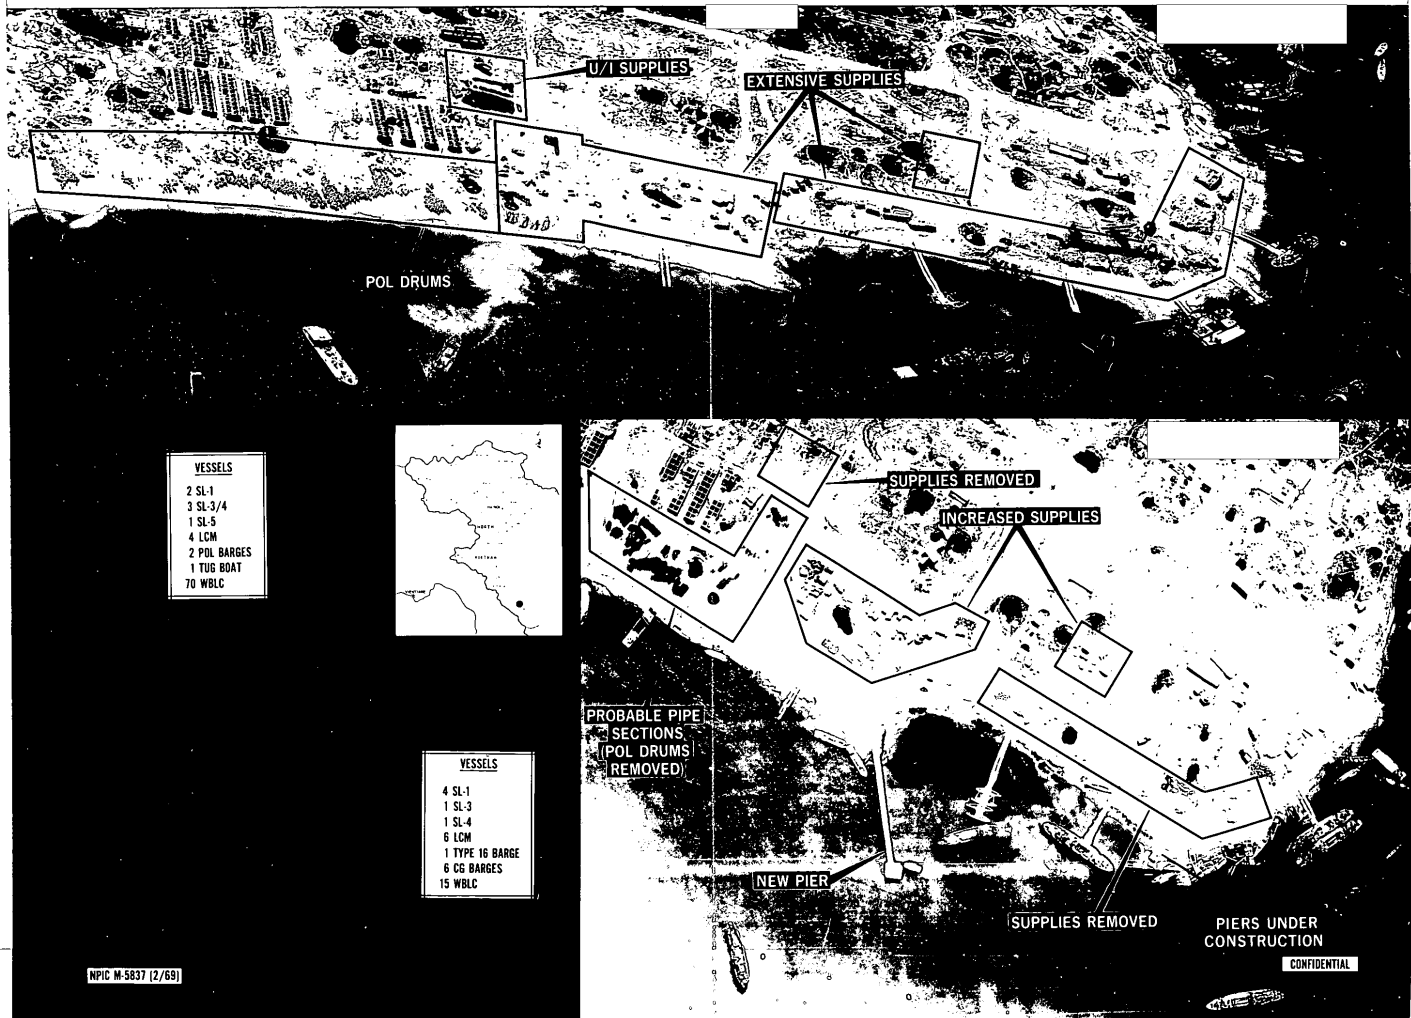 U/I SUPPLIES
EXTENSIVE SUPPLIES
POL DRUMS
VESSELS
2 SL-1
3 SL-3/4
1 SL-5
4 LCM
2 POL BARGES
1 TUG BOAT
70 WBLC
NORTH
VIETNAM
SUPPLIES REMOVED
INCREASED SUPPLIES
PROBABLE PIPE
SECTIONS
(POL DRUMS
REMOVED)
VESSELS
4 SL-1
1 SL-3
1 SL-4
6 LCM
1 TYPE 16 BARGE
6 CG BARGES
15 WBLC
NEW PIER
SUPPLIES REMOVED
PIERS UNDER
CONSTRUCTION
CONFIDENTIAL
NPIC M-5837 (2/69)